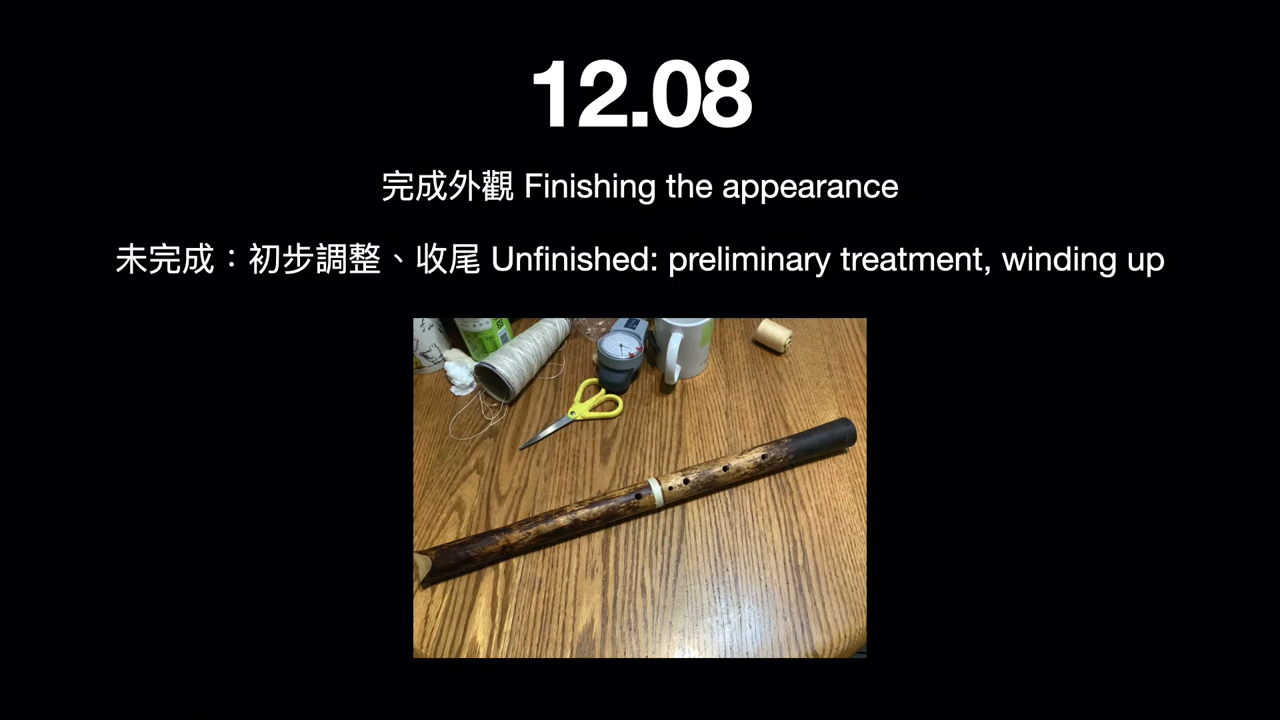 12.08
完成外觀 Finishing the appearance
未完成：初步調整、收尾 Unfinished: preliminary treatment, winding up